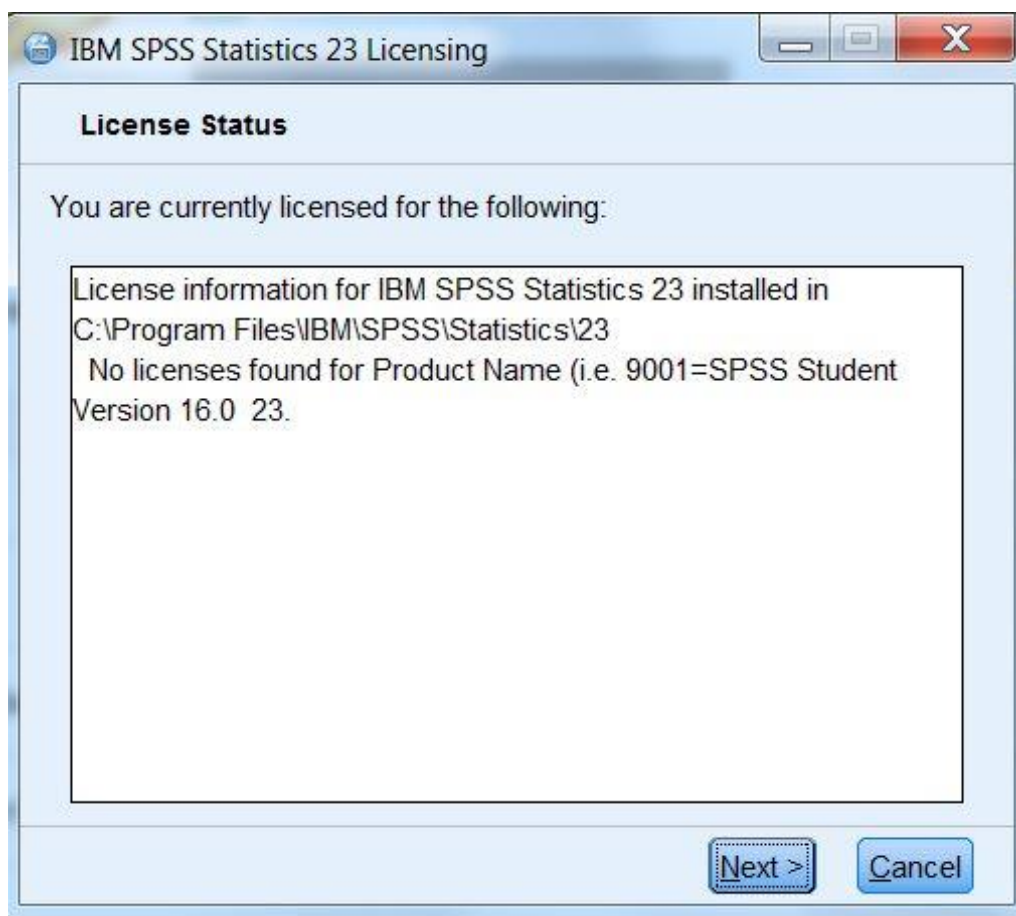 IBM SPSS Statistics 23 Licensing
License Status
You are currently licensed for the following:
License information for IBM SPSS Statistics 23 installed in
C:\Program Files\IBM\SPSS\Statistics\23
No licenses found for Product Name (i.e. 9001=SPSS Student
Version 16.0  23.
Next > Cancel